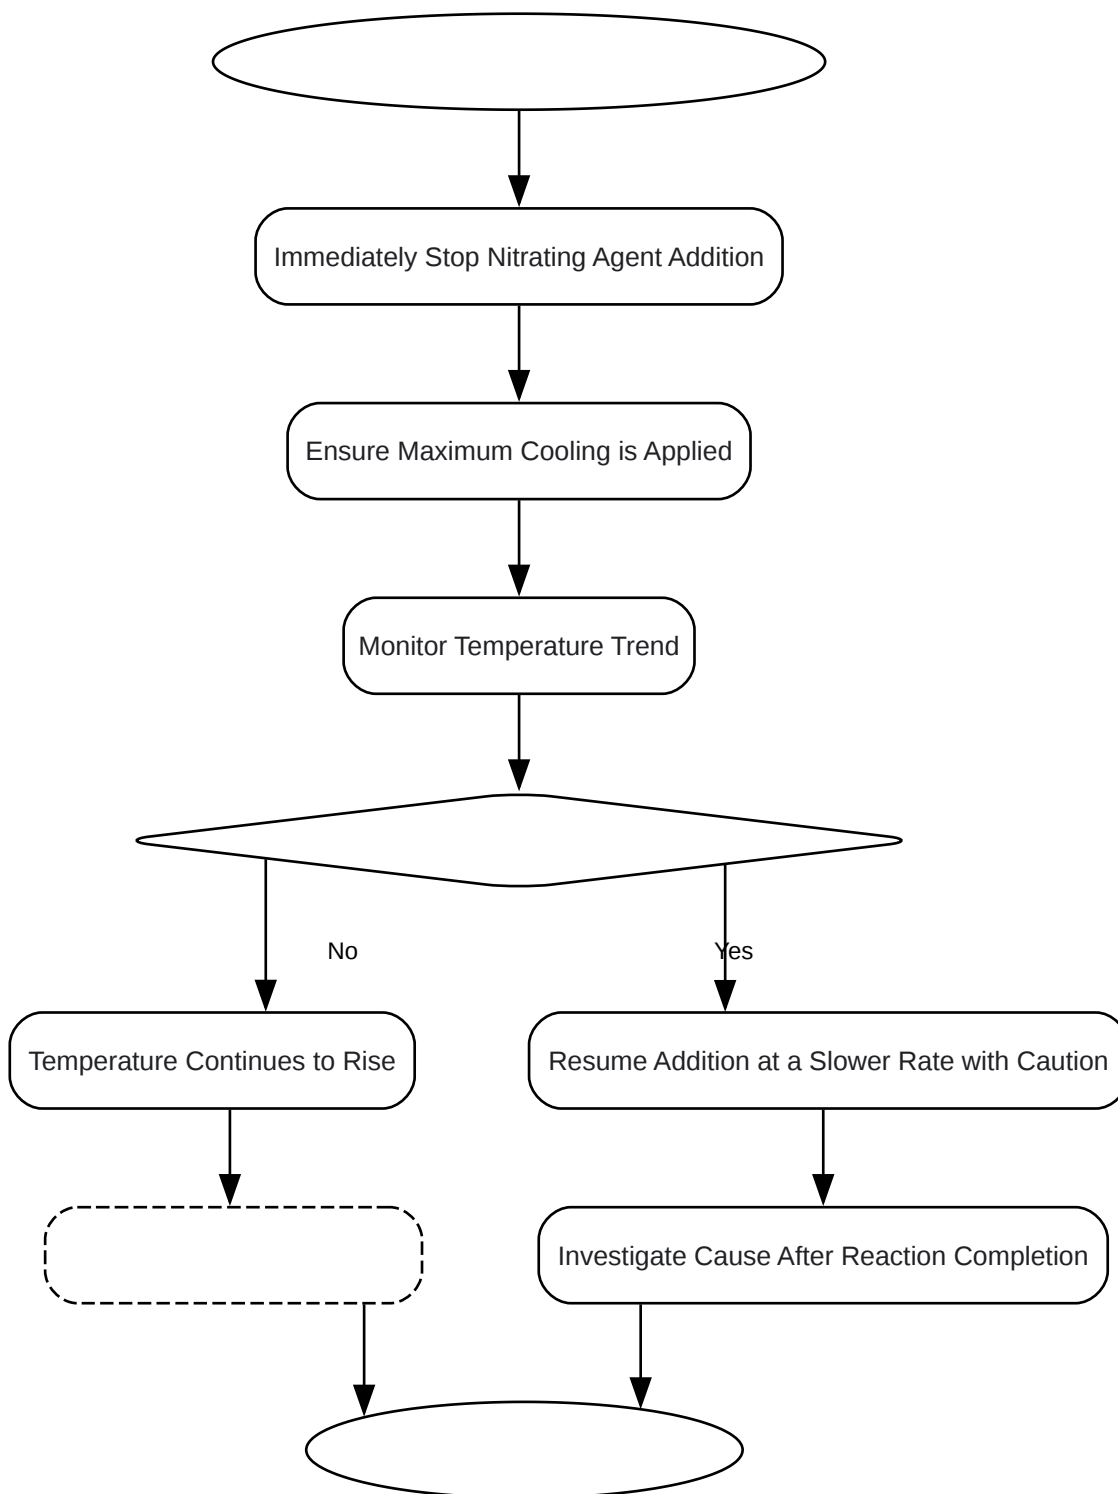 Immediately Stop Nitrating Agent Addition
Ensure Maximum Cooling is Applied
Monitor Temperature Trend
No
Yes
Temperature Continues to Rise
Resume Addition at a Slower Rate with Caution
Investigate Cause After Reaction Completion